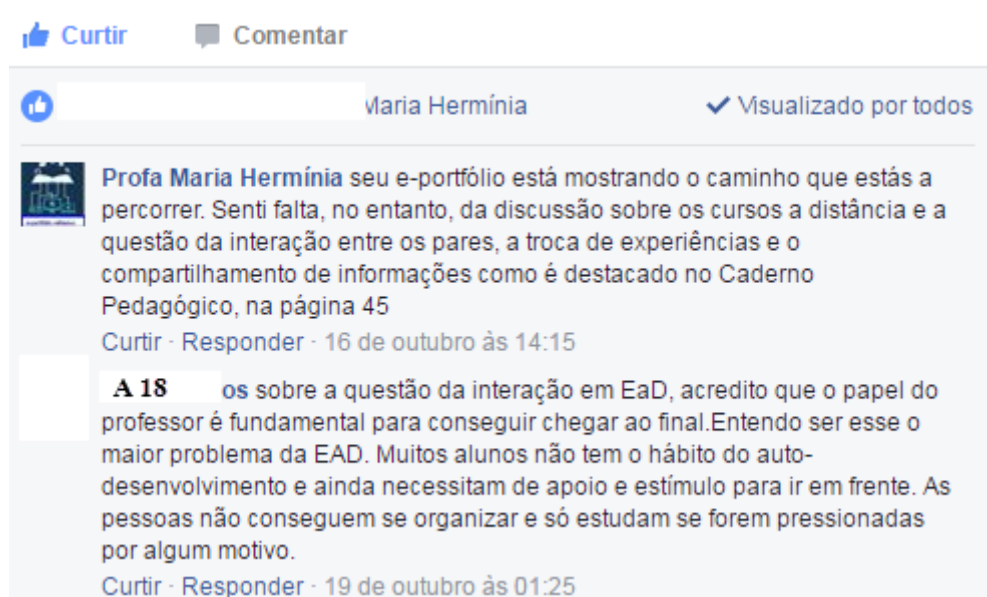 Curtir Comentar
Maria Hermínia Visualizado por todos
Profa Maria Hermínia seu e-portfólio está mostrando o caminho que estás a
percorrer. Senti falta, no entanto, da discussão sobre os cursos a distância e a
questão da interação entre os pares, a troca de experiências e o
compartilhamento de informações como é destacado no Caderno
Pedagógico, na página 45
Curtir · Responder · 16 de outubro às 14:15
A 18 os sobre a questão da interação em EaD, acredito que o papel do
professor é fundamental para conseguir chegar ao final.Entendo ser esse o
maior problema da EAD. Muitos alunos não tem o hábito do auto-
desenvolvimento e ainda necessitam de apoio e estímulo para ir em frente. As
pessoas não conseguem se organizar e só estudam se forem pressionadas
por algum motivo.
Curtir · Responder · 19 de outubro às 01:25